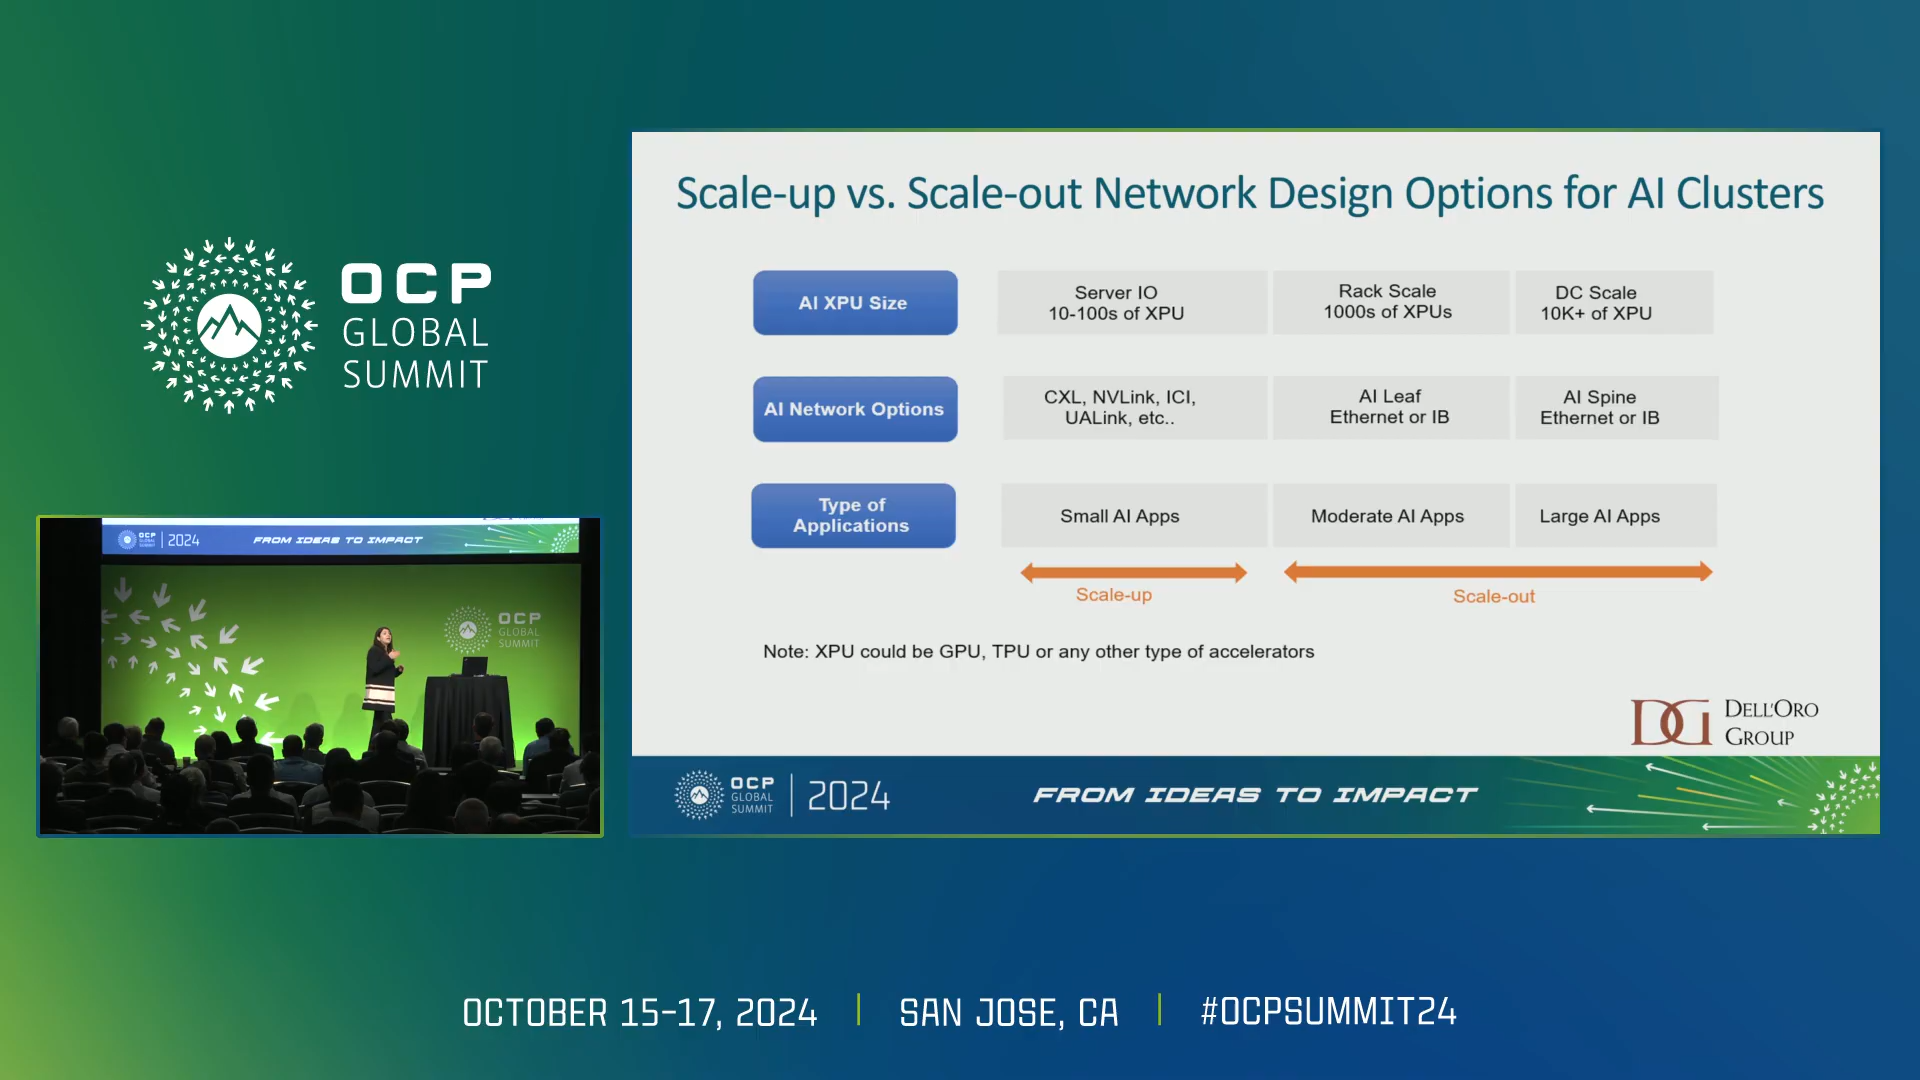 OCP
GLOBAL
SUMMIT
Scale-up vs. Scale-out Network Design Options for AI Clusters
AI XPU Size
Server IO
10-100s of XPU
Rack Scale
1000s of XPUs
DC Scale
10K+ of XPU
AI Network Options
CXL, NVLink, ICI,
UALink, etc..
AI Leaf
Ethernet or IB
AI Spine
Ethernet or IB
Type of
Applications
Small AI Apps
Moderate AI Apps
Large AI Apps
Scale-up
Scale-out
Note: XPU could be GPU, TPU or any other type of accelerators
DG
DELL'ORO
GROUP
OCP
GLOBAL
SUMMIT
2024
FROM IDEAS TO IMPACT
OCP
GLOBAL
SUMMIT
2024
FROM IDEAS TO IMPACT
OCP
GLOBAL
SUMMIT
OCTOBER 15-17, 2024
SAN JOSE, CA
#OCPSUMMIT24